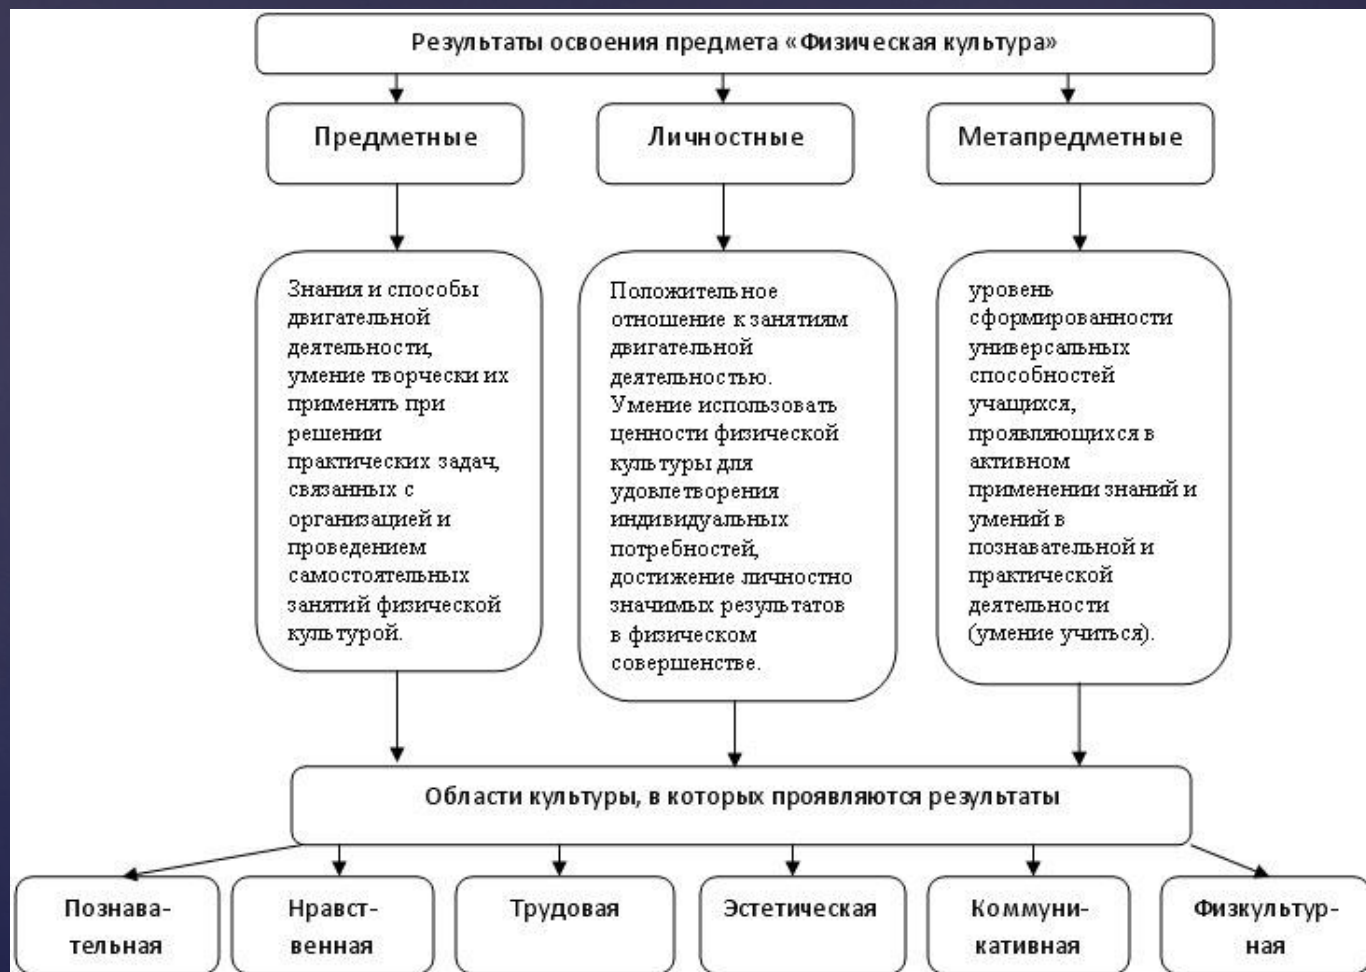 Результаты освоения предмета «Физическая культура»
Предметные
Личностные
Метапредметные
Знания и способы
двигательной
деятельности,
умение творчески их
применять при
решении
практических задач,
связанных с
организацией и
проведением
самостоятельных
занятий физической
культурой.
Положительное
отношение к занятиям
двигательной
деятельностью.
Умение использовать
ценности физической
культуры для
удовлетворения
индивидуальных
потребностей,
достижение личностно
значимых результатов
в физическом
совершенстве.
уровень
сформированности
универсальных
способностей
учащихся,
проявляющихся в
активном
применении знаний и
умений в
познавательной и
практической
деятельности
(умение учиться).
Области культуры, в которых проявляются результаты
Познава-
тельная
Нравст-
венная
Трудовая
Эстетическая
Коммуни-
кативная
Физкультур-
ная